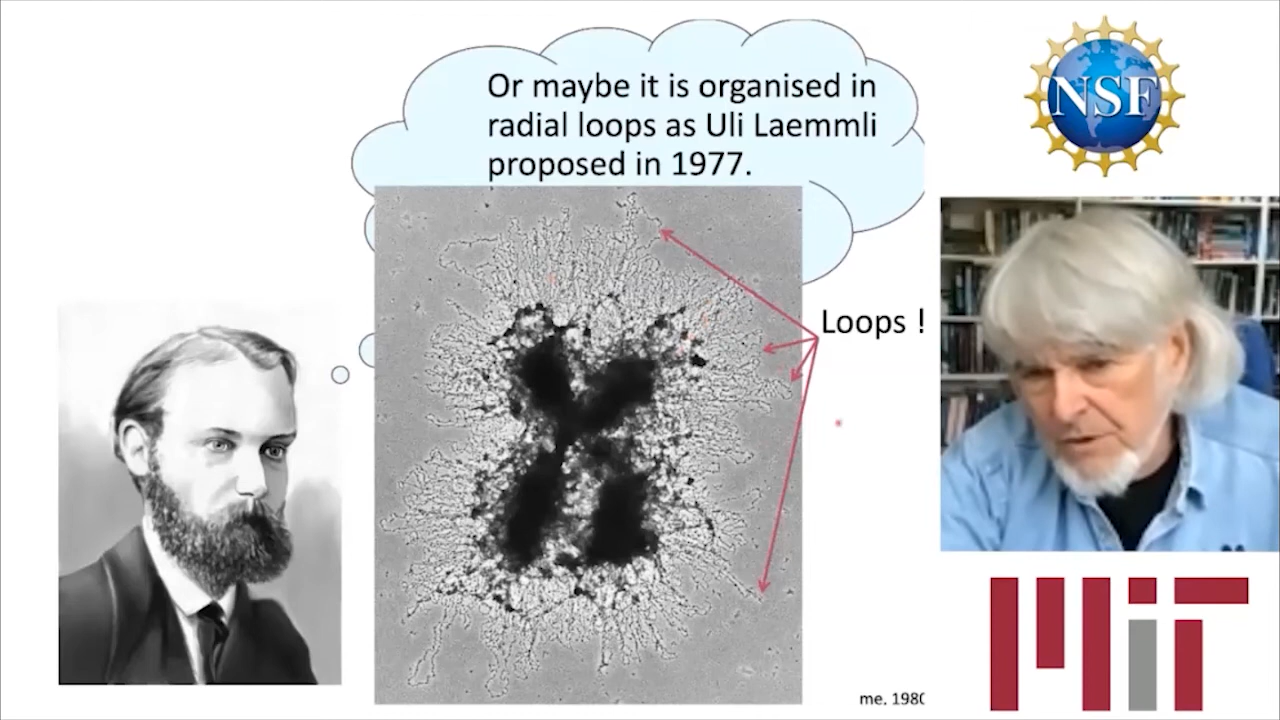 Or maybe it is organised in
radial loops as Uli Laemmli
proposed in 1977.
NSF
Loops !
me, 1980
MIT